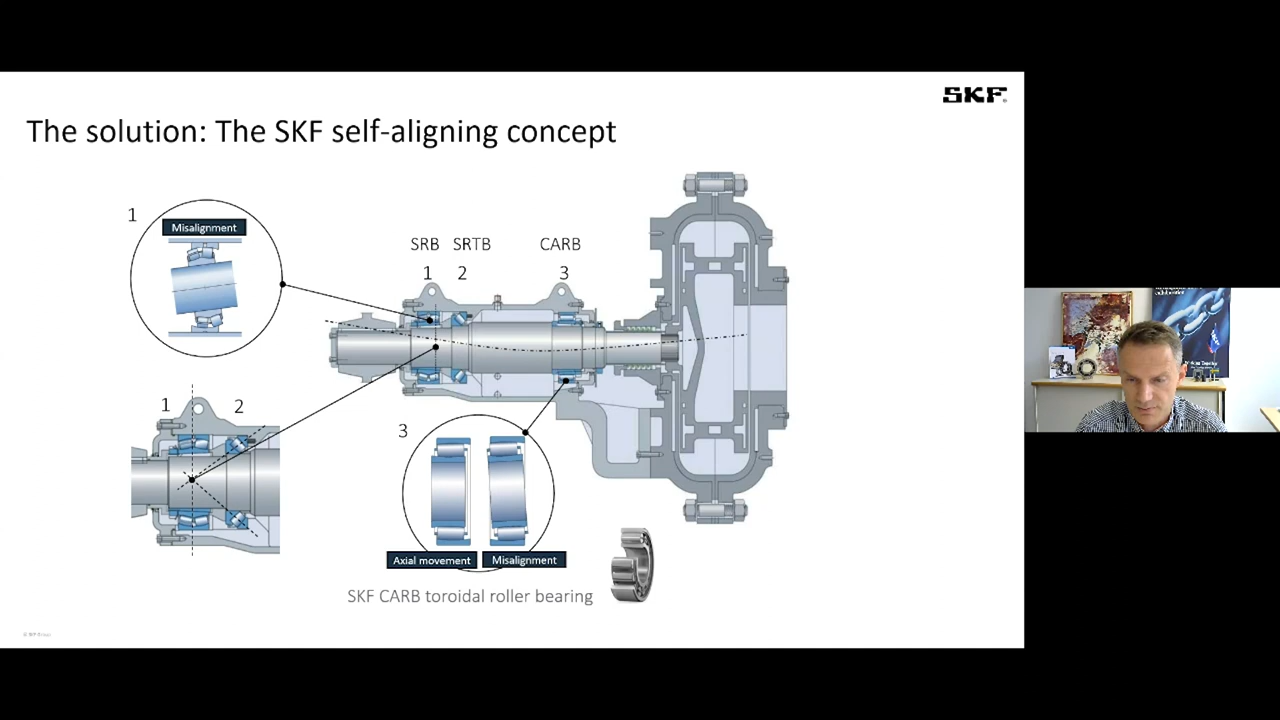 SKF
The solution: The SKF self-aligning concept
1
Misalignment
SRB SRTB CARB
1 2 3
1 2
3
Axial movement Misalignment
SKF CARB toroidal roller bearing